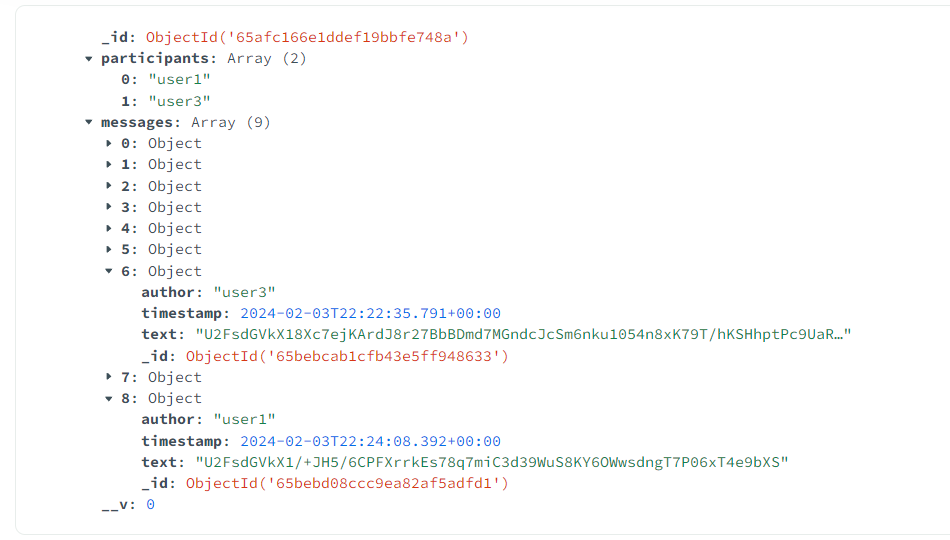 _id: ObjectId('65afc166e1ddef19bbfe748a')
participants: Array (2)
0: "user1"
1: "user3"
messages: Array (9)
0: Object
1: Object
2: Object
3: Object
4: Object
5: Object
6: Object
author: "user3"
timestamp: 2024-02-03T22:22:35.791+00:00
text: "U2FsdGVkX18Xc7ejKArdJ8r27BbBDmd7MGndcJcSm6nku1054n8xK79T/hKSHhptPc9UaR…"
_id: ObjectId('65bebcab1cfb43e5ff948633')
7: Object
8: Object
author: "user1"
timestamp: 2024-02-03T22:24:08.392+00:00
text: "U2FsdGVkX1/+JH5/6CPFXrrkEs78q7miC3d39WuS8KY6OWwsdngT7P06xT4e9bXS"
_id: ObjectId('65bebd08ccc9ea82af5adfd1')
__v: 0